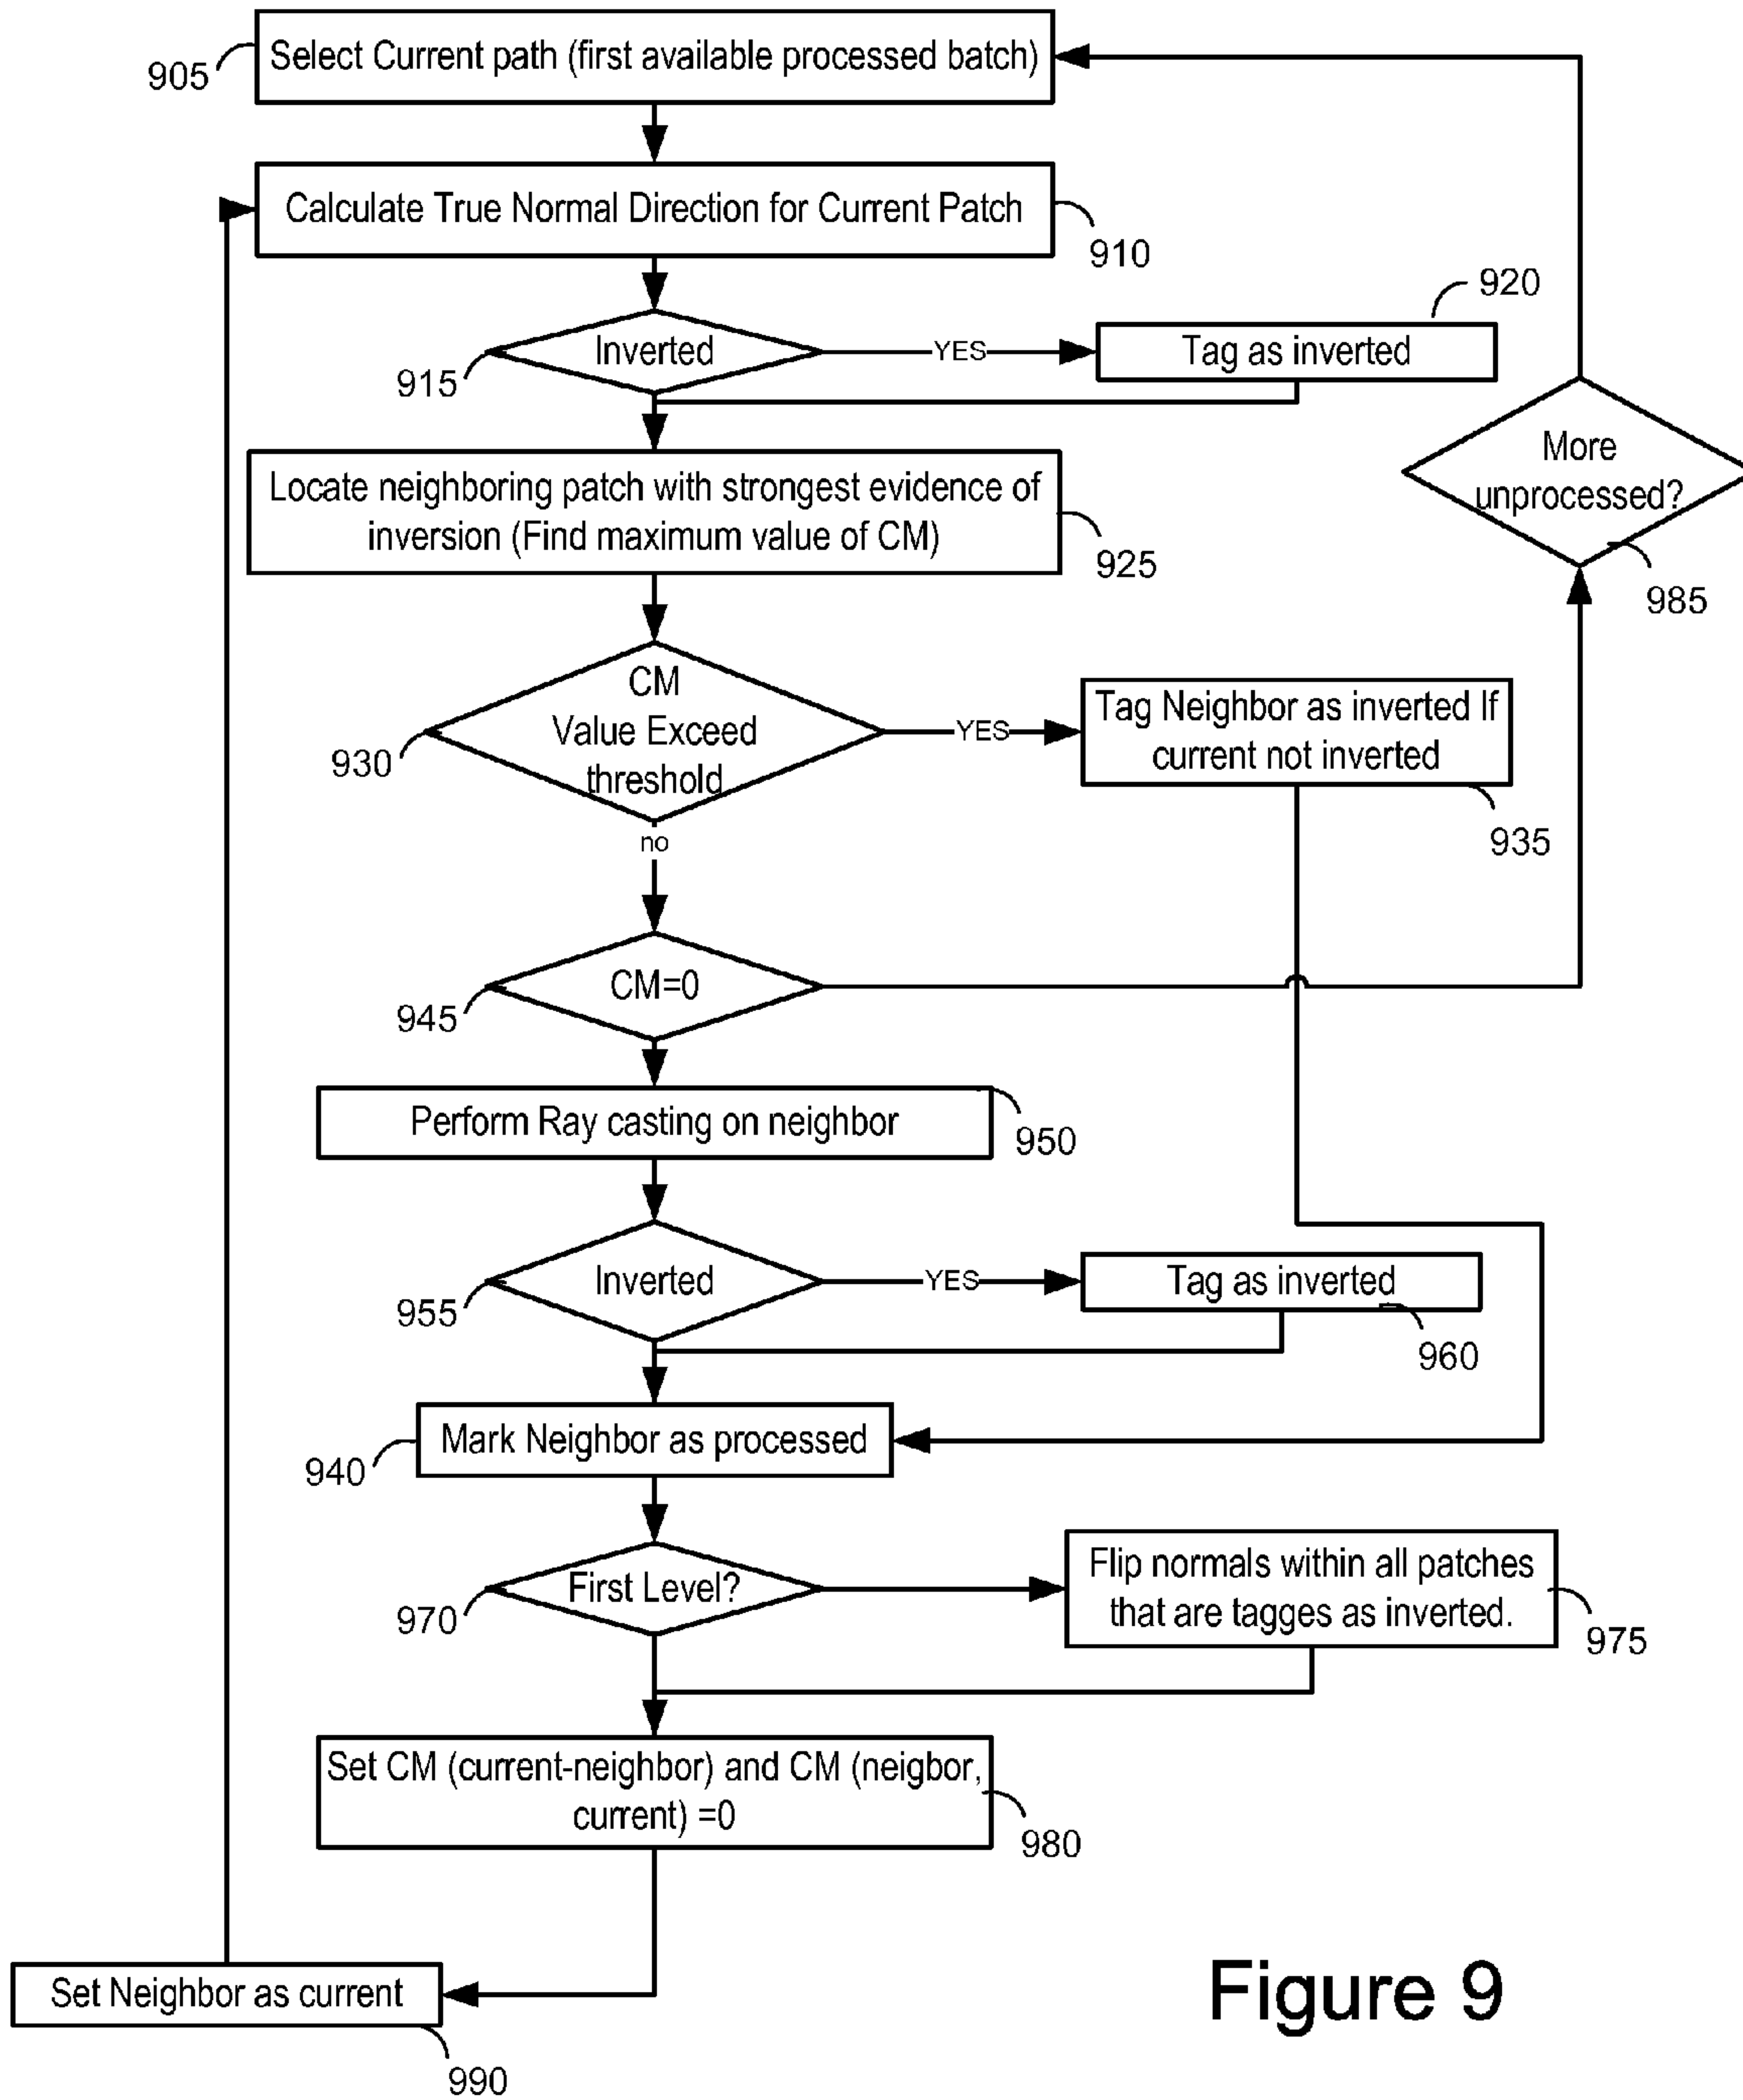 Select Current path (first available processed batch)
905
Calculate True Normal Direction for Current Patch
910
Inverted
915
YES
Tag as inverted
920
Locate neighboring patch with strongest evidence of
inversion (Find maximum value of CM)
925
More
unprocessed?
985
CM
Value Exceed
threshold
930
YES
Tag Neighbor as inverted If
current not inverted
935
no
CM=0
945
Perform Ray casting on neighbor
950
Inverted
955
YES
Tag as inverted
960
Mark Neighbor as processed
940
First Level?
970
Flip normals within all patches
that are tagges as inverted.
975
Set CM (current-neighbor) and CM (neigbor,
current) =0
980
Set Neighbor as current
990
Figure 9